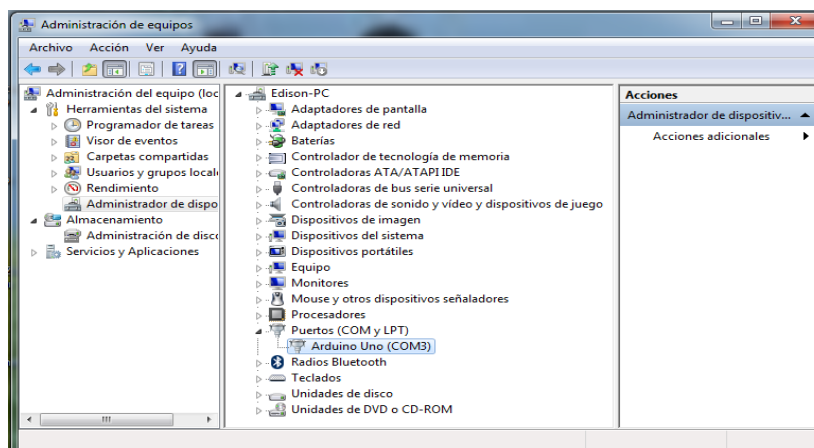 Administración de equipos
Archivo Acción Ver Ayuda
Administración del equipo (loc
Herramientas del sistema
Programador de tareas
Visor de eventos
Carpetas compartidas
Usuarios y grupos local
Rendimiento
Administrador de dispo
Almacenamiento
Administración de disc
Servicios y Aplicaciones
Edison-PC
Adaptadores de pantalla
Adaptadores de red
Baterías
Controlador de tecnología de memoria
Controladoras ATA/ATAPI IDE
Controladoras de bus serie universal
Controladoras de sonido y vídeo y dispositivos de juego
Dispositivos de imagen
Dispositivos del sistema
Dispositivos portátiles
Equipo
Monitores
Mouse y otros dispositivos señaladores
Procesadores
Puertos (COM y LPT)
Arduino Uno (COM3)
Radios Bluetooth
Teclados
Unidades de disco
Unidades de DVD o CD-ROM
Acciones
Administrador de dispositiv...
Acciones adicionales